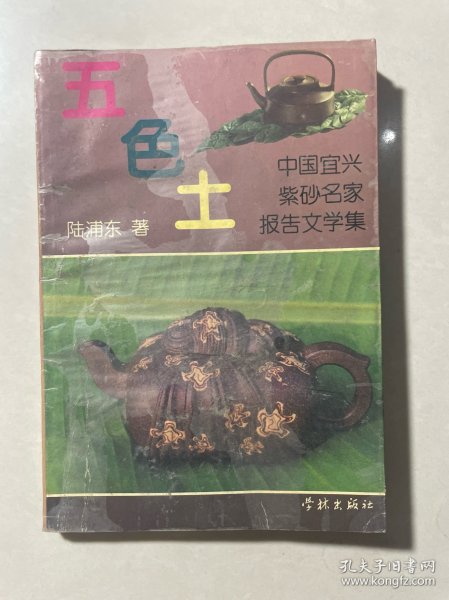 五
色
土
中国宜兴
紫砂名家
报告文学集
陆浦东 著
学林出版社
孔夫子旧书网
www.kongfz.com